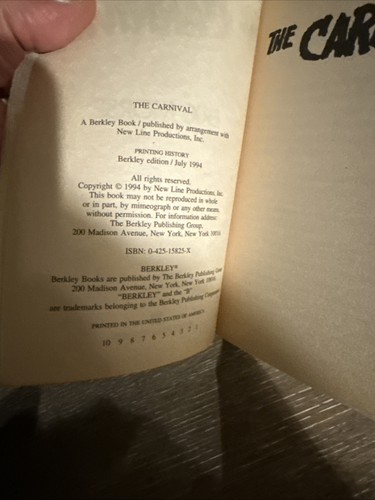 THE CARNIVAL
A Berkley Book / published by arrangement with
New Line Productions, Inc.
PRINTING HISTORY
Berkley edition / July 1994
All rights reserved.
Copyright © 1994 by New Line Productions, Inc.
This book may not be reproduced in whole
or in part, by mimeograph or any other means,
without permission. For information address:
The Berkley Publishing Group,
200 Madison Avenue, New York, New York 10016.
ISBN: 0-425-15825-X
BERKLEY®
Berkley Books are published by The Berkley Publishing Group
200 Madison Avenue, New York, New York 10016.
"BERKLEY" and the "B"
are trademarks belonging to the Berkley Publishing Corporation
PRINTED IN THE UNITED STATES OF AMERICA
10 9 8 7 6 5 4 3 2 1
THE CAR